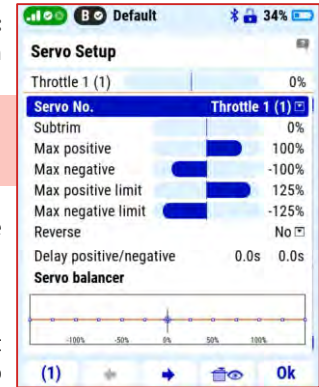 B Default 34%
Servo Setup
Throttle 1 (1) 0%
Servo No. Throttle 1 (1)
Subtrim 0%
Max positive 100%
Max negative -100%
Max positive limit 125%
Max negative limit -125%
Reverse No
Delay positive/negative 0.0s 0.0s
Servo balancer
-100% -50% 0% 50% 100%
(1) Ok